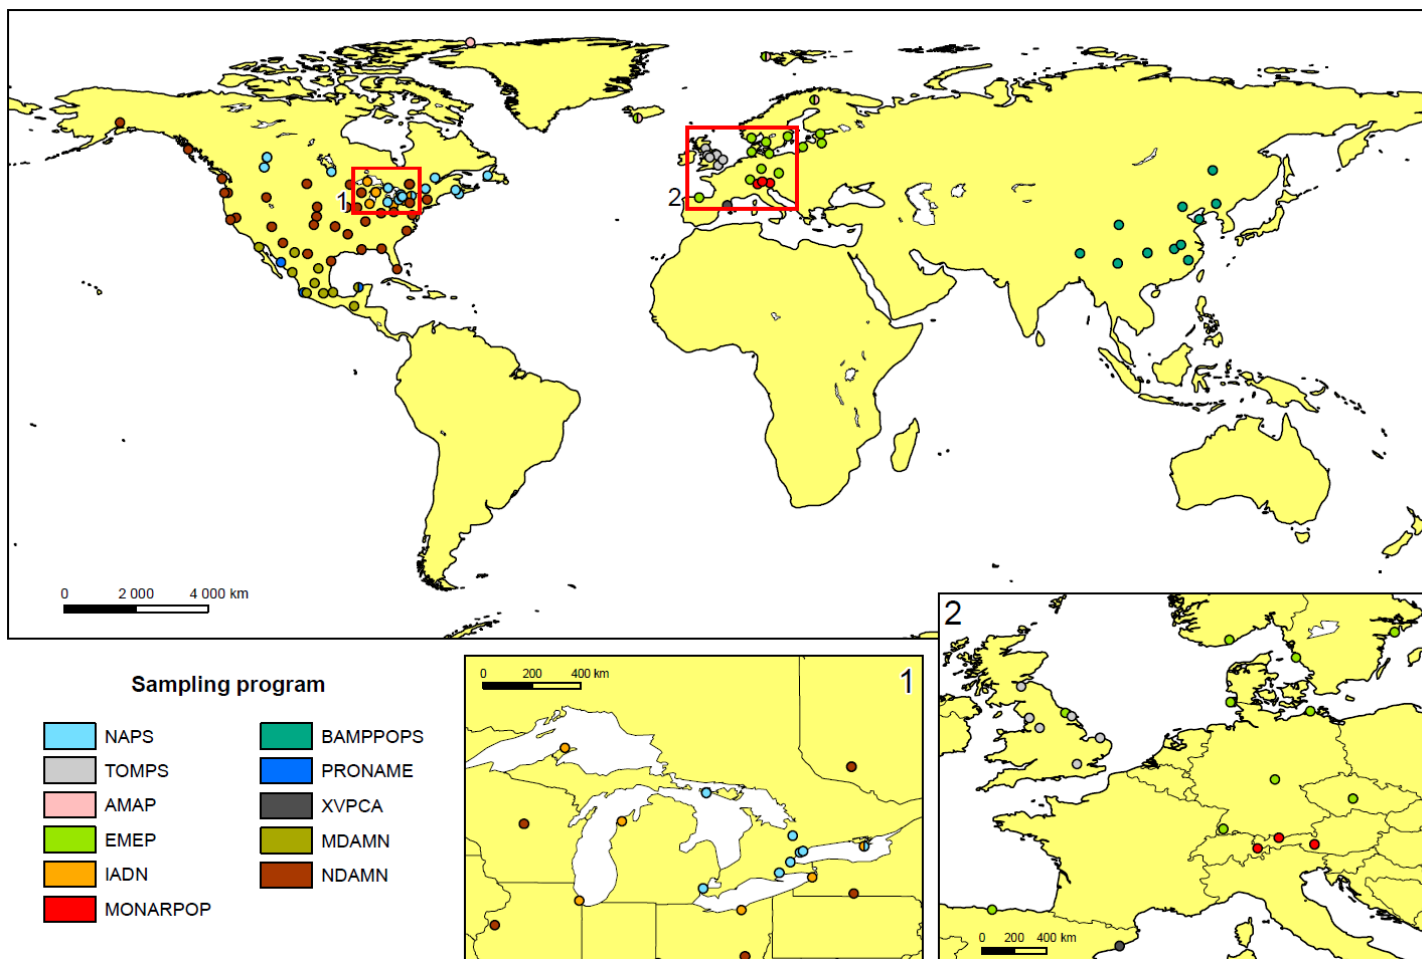 1
2
0 2 000 4 000 km
Sampling program
NAPS
TOMPS
AMAP
EMEP
IADN
MONARPOP
BAMPPOPS
PRONAME
XVPCA
MDAMN
NDAMN
0 200 400 km
1
2
0 200 400 km